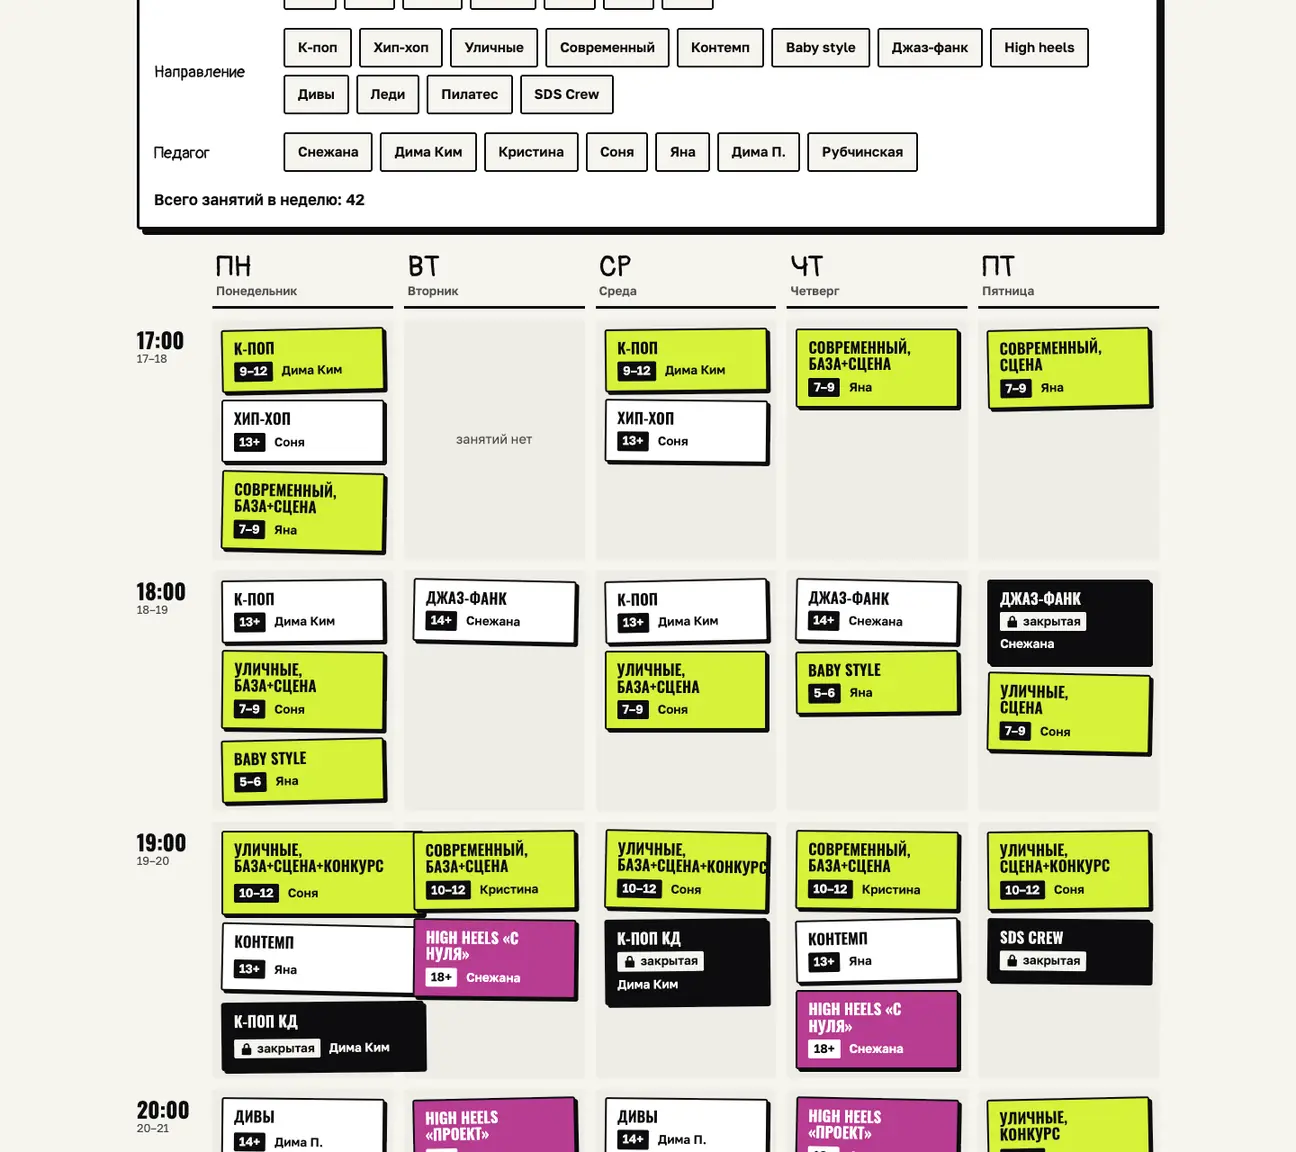 К-поп
Хип-хоп
Уличные
Современный
Контемп
Baby style
Джаз-фанк
High heels
Направление
Дивы
Леди
Пилатес
SDS Crew
Педагог
Снежана
Дима Ким
Кристина
Соня
Яна
Дима П.
Рубчинская
Всего занятий в неделю: 42
ПН
Понедельник
ВТ
Вторник
СР
Среда
ЧТ
Четверг
ПТ
Пятница
17:00
17–18
К-ПОП
9–12 Дима Ким
ХИП-ХОП
13+ Соня
СОВРЕМЕННЫЙ,
БАЗА+СЦЕНА
7–9 Яна
занятий нет
К-ПОП
9–12 Дима Ким
ХИП-ХОП
13+ Соня
СОВРЕМЕННЫЙ,
БАЗА+СЦЕНА
7–9 Яна
СОВРЕМЕННЫЙ,
СЦЕНА
7–9 Яна
18:00
18–19
К-ПОП
13+ Дима Ким
УЛИЧНЫЕ,
БАЗА+СЦЕНА
7–9 Соня
BABY STYLE
5–6 Яна
ДЖАЗ-ФАНК
14+ Снежана
К-ПОП
13+ Дима Ким
УЛИЧНЫЕ,
БАЗА+СЦЕНА
7–9 Соня
ДЖАЗ-ФАНК
14+ Снежана
BABY STYLE
5–6 Яна
ДЖАЗ-ФАНК
закрытая
Снежана
УЛИЧНЫЕ,
СЦЕНА
7–9 Соня
19:00
19–20
УЛИЧНЫЕ,
БАЗА+СЦЕНА+КОНКУРС
10–12 Соня
КОНТЕМП
13+ Яна
К-ПОП КД
закрытая Дима Ким
СОВРЕМЕННЫЙ,
БАЗА+СЦЕНА
10–12 Кристина
HIGH HEELS «С
НУЛЯ»
18+ Снежана
УЛИЧНЫЕ,
БАЗА+СЦЕНА+КОНКУРС
10–12 Соня
К-ПОП КД
закрытая
Дима Ким
СОВРЕМЕННЫЙ,
БАЗА+СЦЕНА
10–12 Кристина
КОНТЕМП
13+ Яна
HIGH HEELS «С
НУЛЯ»
18+ Снежана
УЛИЧНЫЕ,
СЦЕНА+КОНКУРС
10–12 Соня
SDS CREW
закрытая
20:00
20–21
ДИВЫ
14+ Дима П.
HIGH HEELS
«ПРОЕКТ»
ДИВЫ
14+ Дима П.
HIGH HEELS
«ПРОЕКТ»
УЛИЧНЫЕ,
КОНКУРС